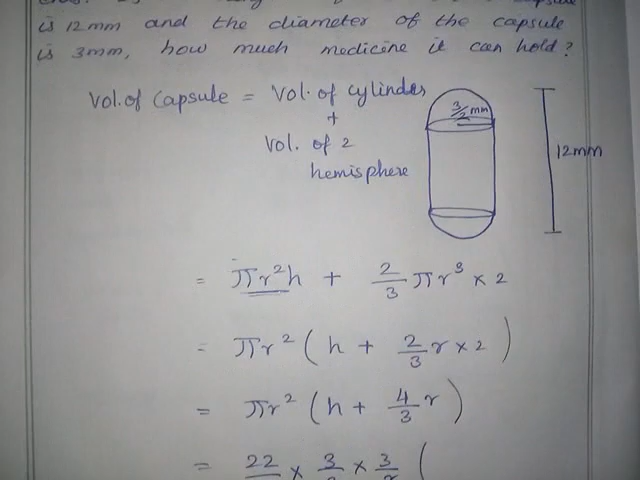 is 12mm and the diameter of the capsule
is 3mm, how much medicine it can hold?
Vol. of Capsule = Vol. of cylinder
+
Vol. of 2
hemisphere
3/2 mm
12mm
= πr²h + 2/3 πr³ × 2
= πr² ( h + 2/3 r × 2 )
= πr² ( h + 4/3 r )
= 22 × 3 × 3 (